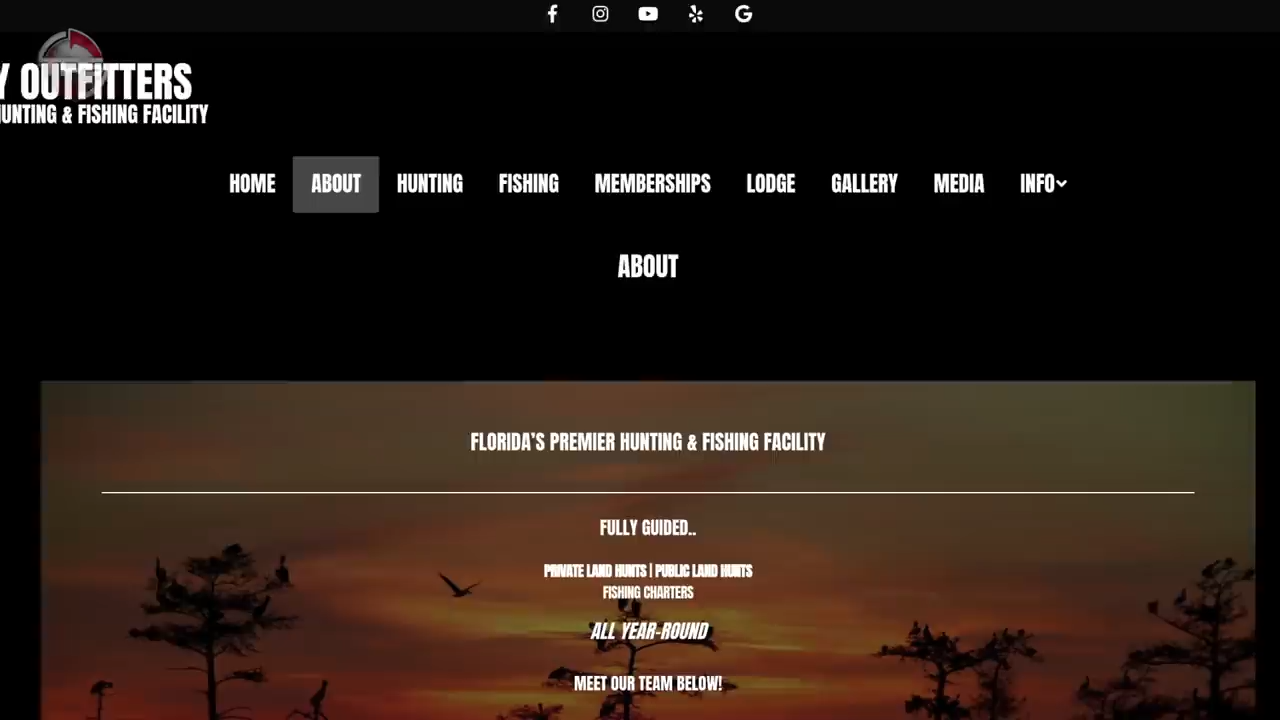 Y OUTFITTERS
HUNTING & FISHING FACILITY
HOME ABOUT HUNTING FISHING MEMBERSHIPS LODGE GALLERY MEDIA INFO
ABOUT
FLORIDA'S PREMIER HUNTING & FISHING FACILITY
FULLY GUIDED..
PRIVATE LAND HUNTS | PUBLIC LAND HUNTS
FISHING CHARTERS
ALL YEAR-ROUND
MEET OUR TEAM BELOW!